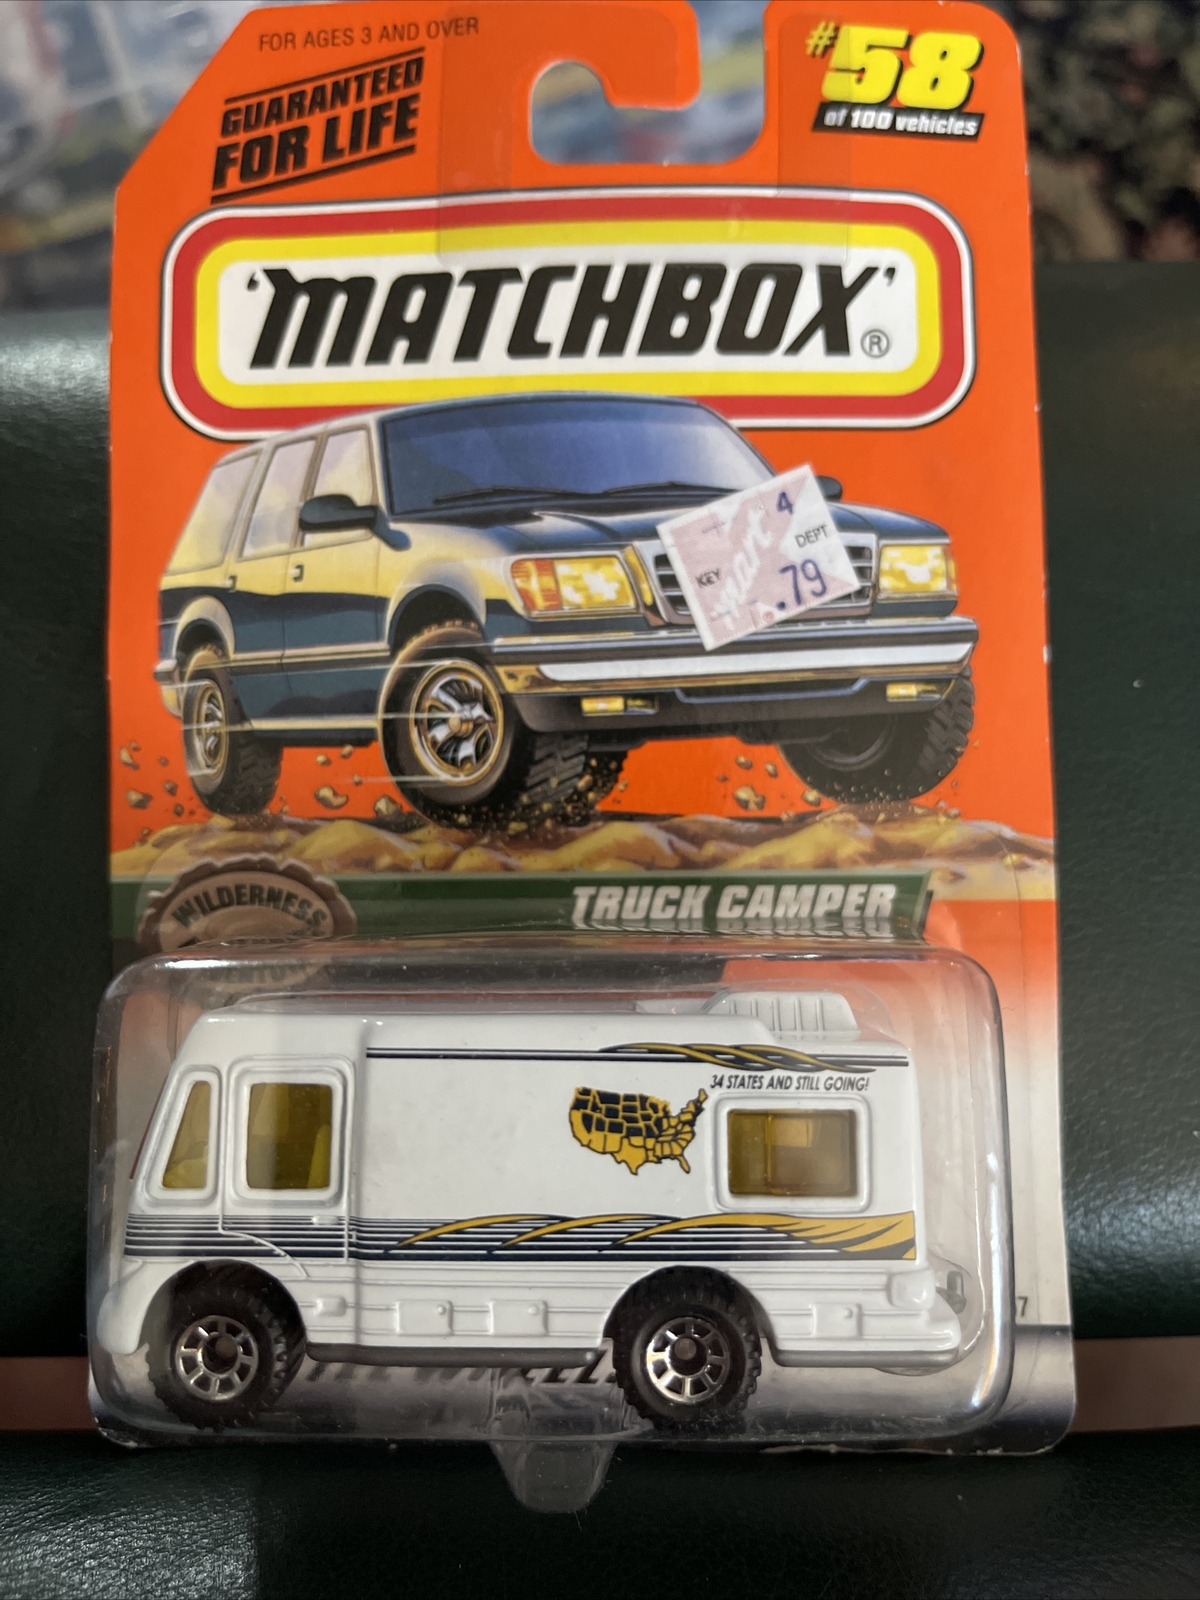 FOR AGES 3 AND OVER
GUARANTEED
FOR LIFE
#58
of 100 vehicles
'MATCHBOX'®
4
DEPT
KEY
.79
WILDERNESS
TRUCK CAMPER
34 STATES AND STILL GOING!